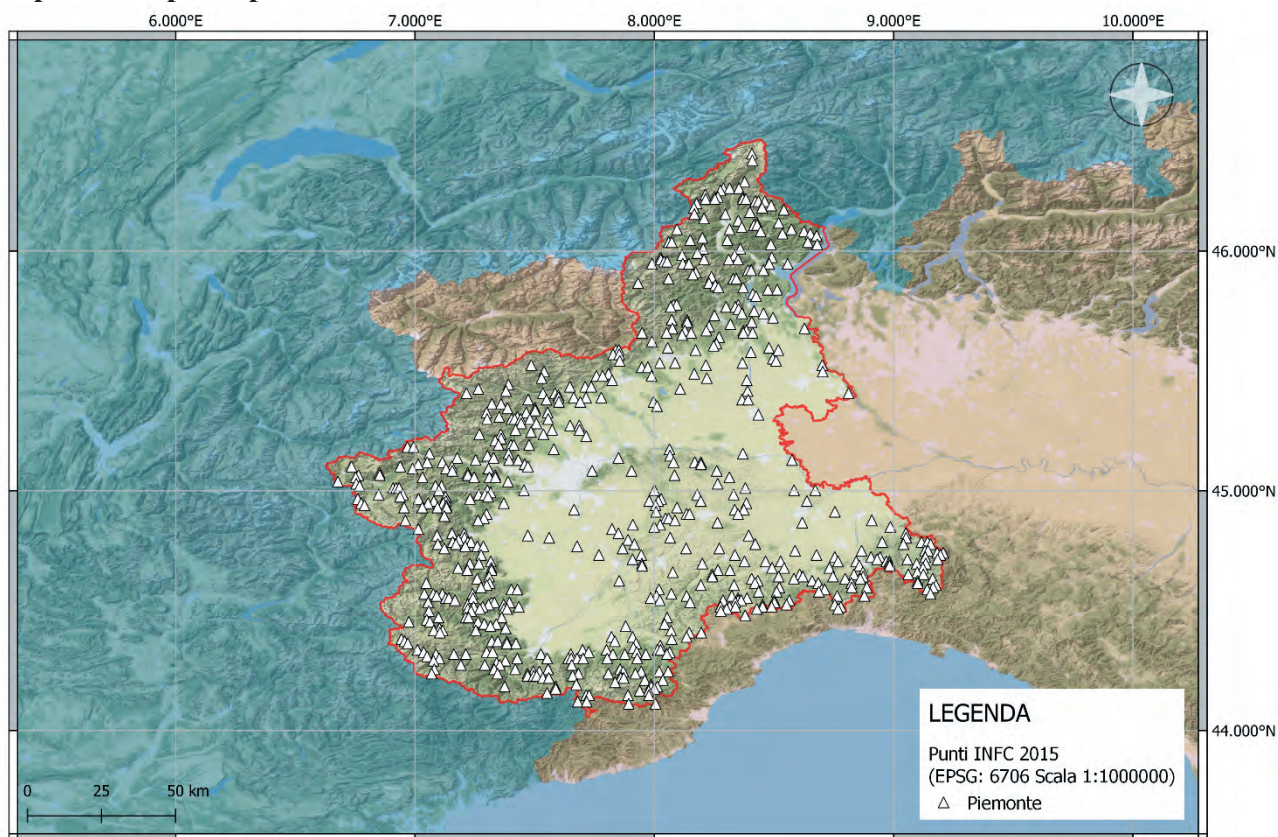 6.000°E 7.000°E 8.000°E 9.000°E 10.000°E
46.000°N
45.000°N
44.000°N
LEGENDA
Punti INFC 2015
(EPSG: 6706 Scala 1:1000000)
Piemonte
0 25 50 km